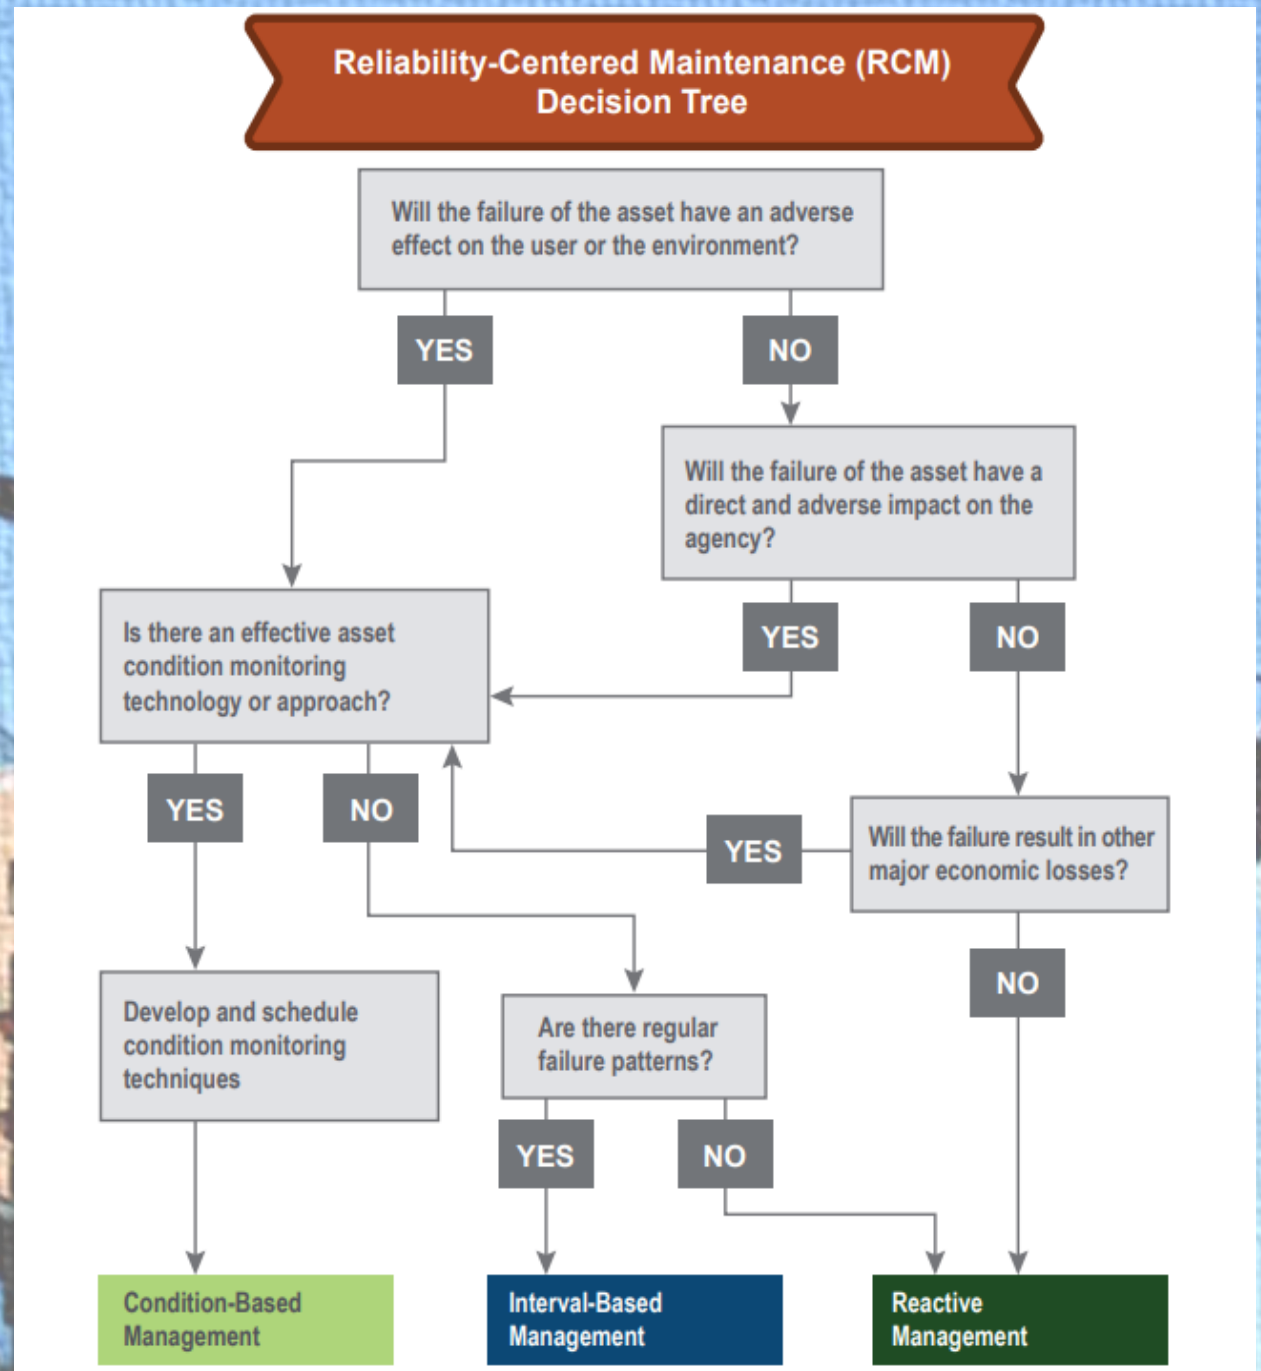 Reliability-Centered Maintenance (RCM)
Decision Tree
Will the failure of the asset have an adverse
effect on the user or the environment?
YES
NO
Will the failure of the asset have a
direct and adverse impact on the
agency?
YES
NO
Is there an effective asset
condition monitoring
technology or approach?
YES
NO
YES
Will the failure result in other
major economic losses?
NO
Develop and schedule
condition monitoring
techniques
Are there regular
failure patterns?
YES
NO
Condition-Based
Management
Interval-Based
Management
Reactive
Management